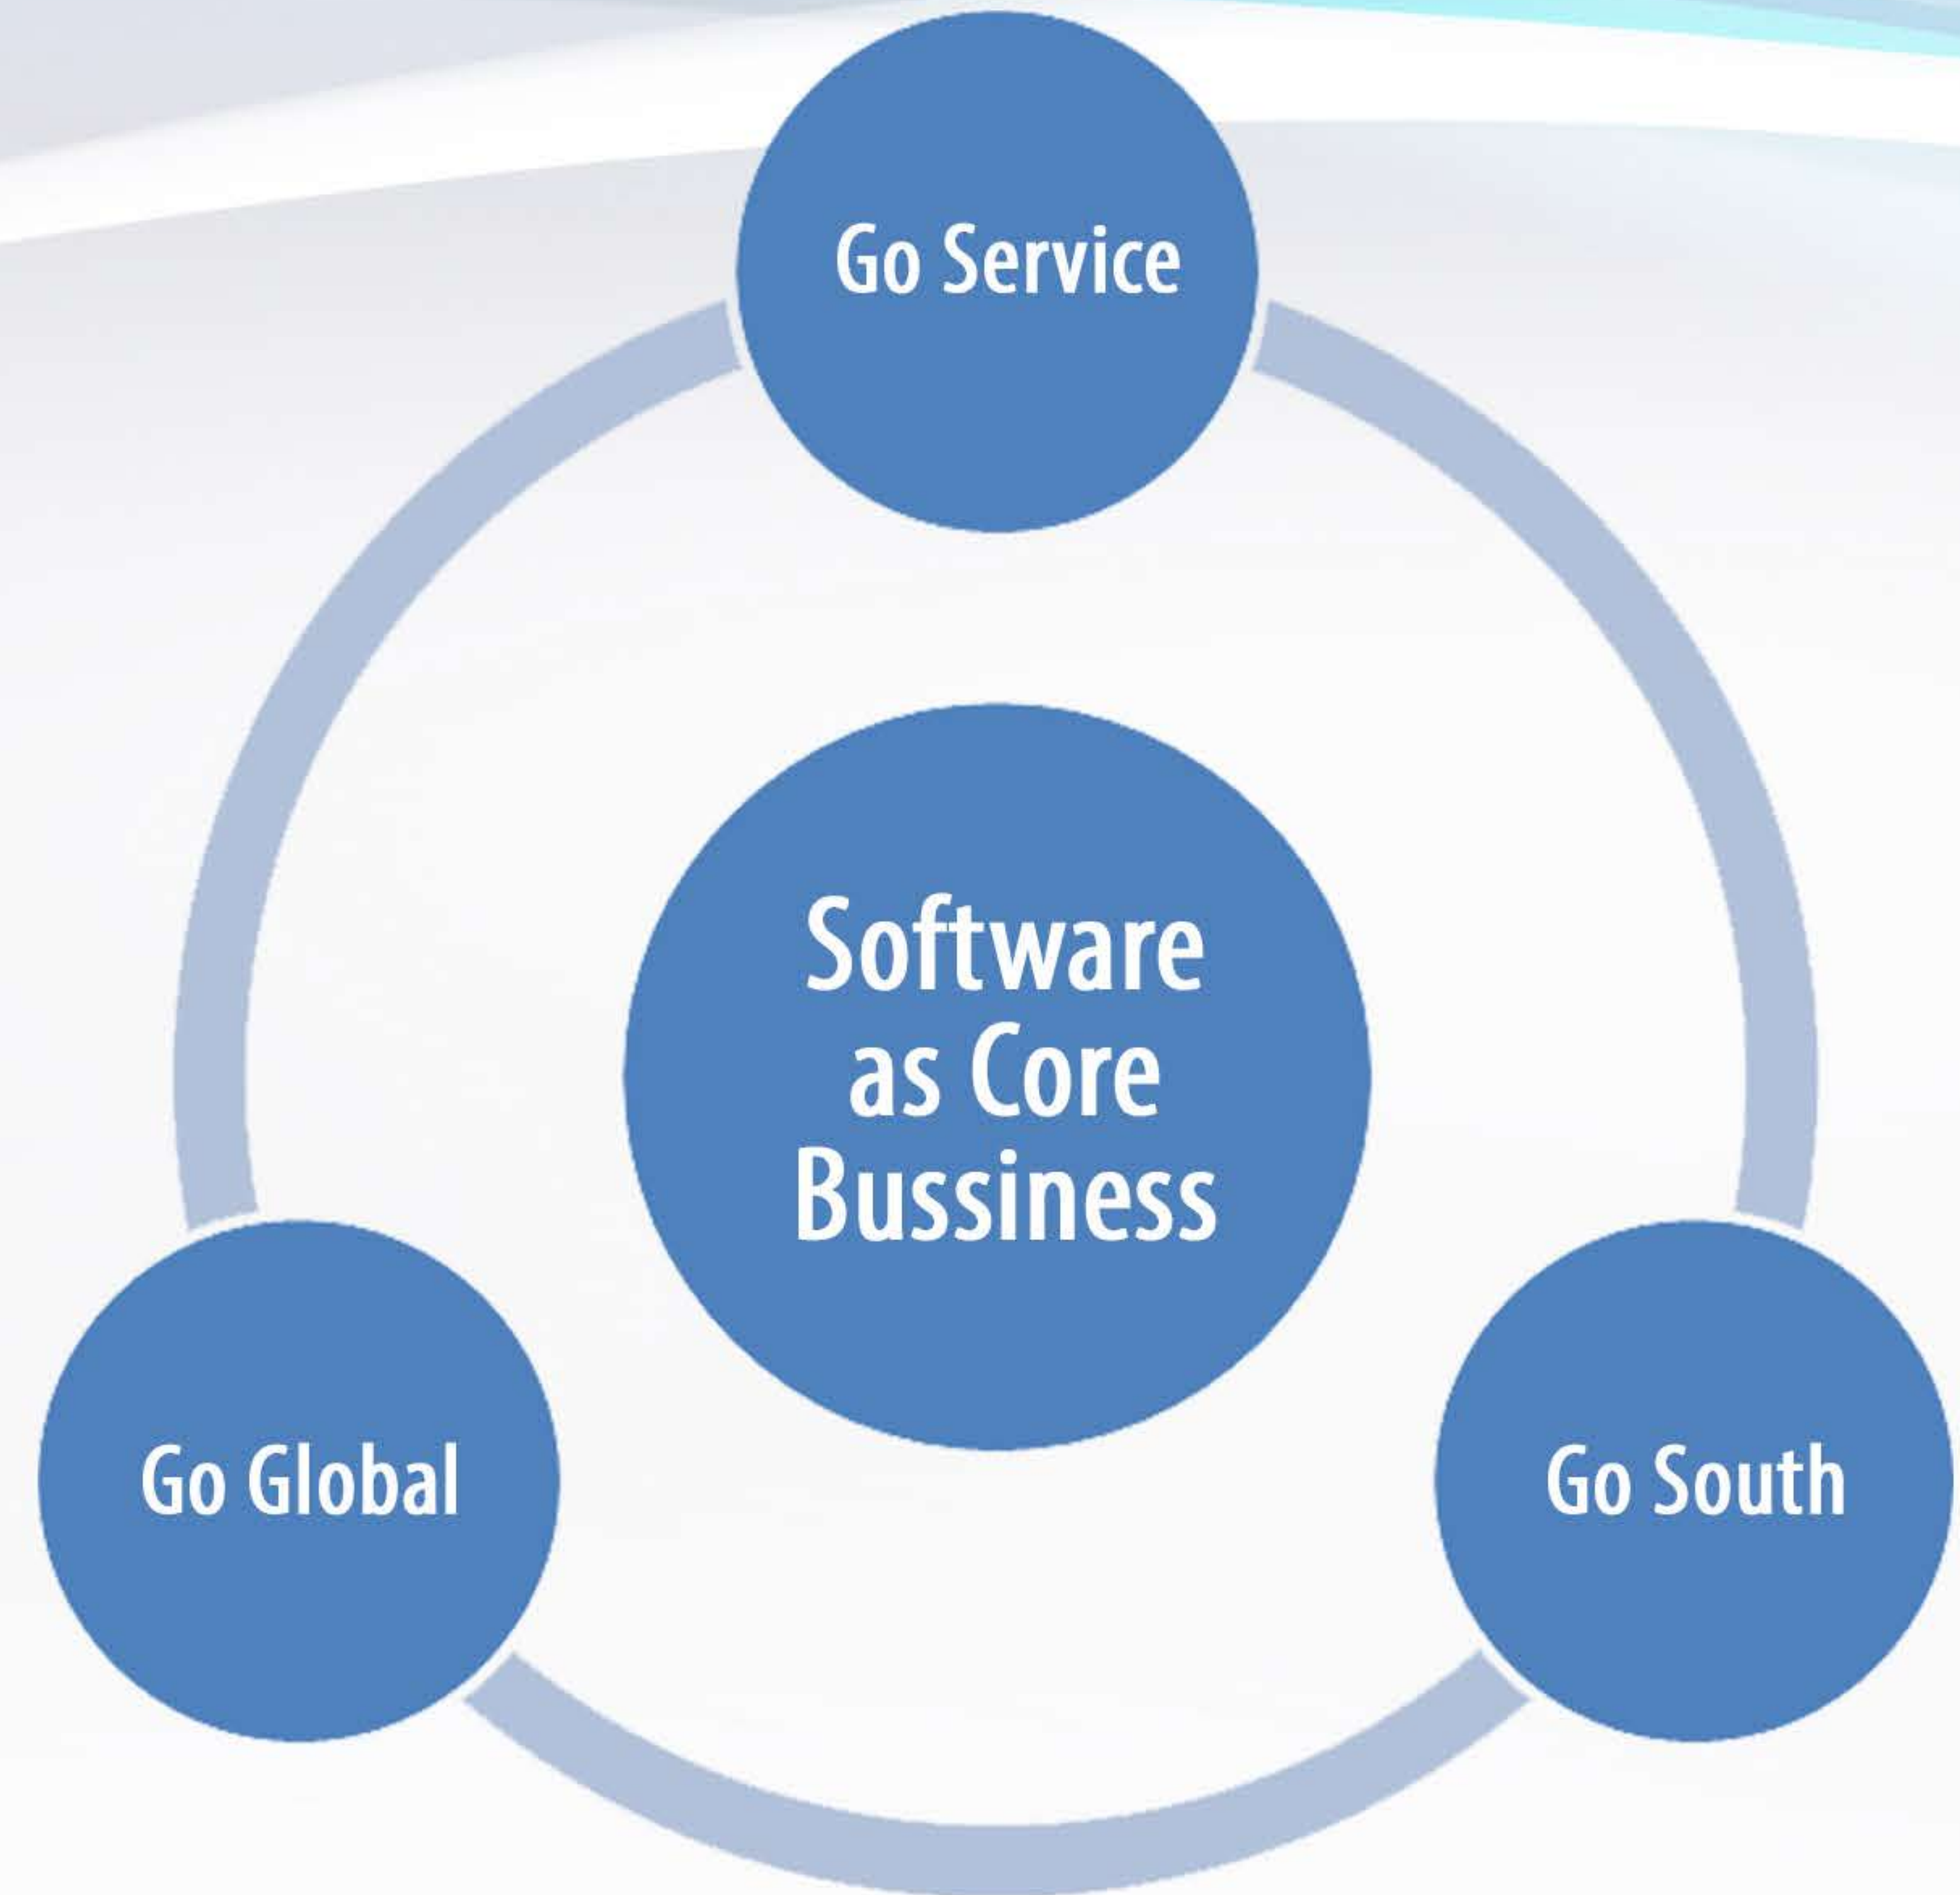 Go Service
Software
as Core
Bussiness
Go Global
Go South